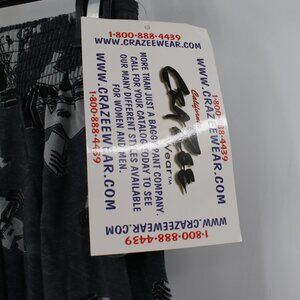 1-800-888-4439
WWW.CRAZEEWEAR.COM
MORE THAN JUST A BAGGY PANT COMPANY.
CALL FOR YOUR CATALOG TODAY TO SEE
OUR MANY DIFFERENT STYLES AVAILABLE
FOR WOMEN AND MEN.
CRAZEE
wear™
California
WWW.CRAZEEWEAR.COM
1-800-888-4439
1-800-888-4439
WWW.CRAZEEWEAR.COM
WWW.CRAZEEWEAR.COM
1-800-888-4439